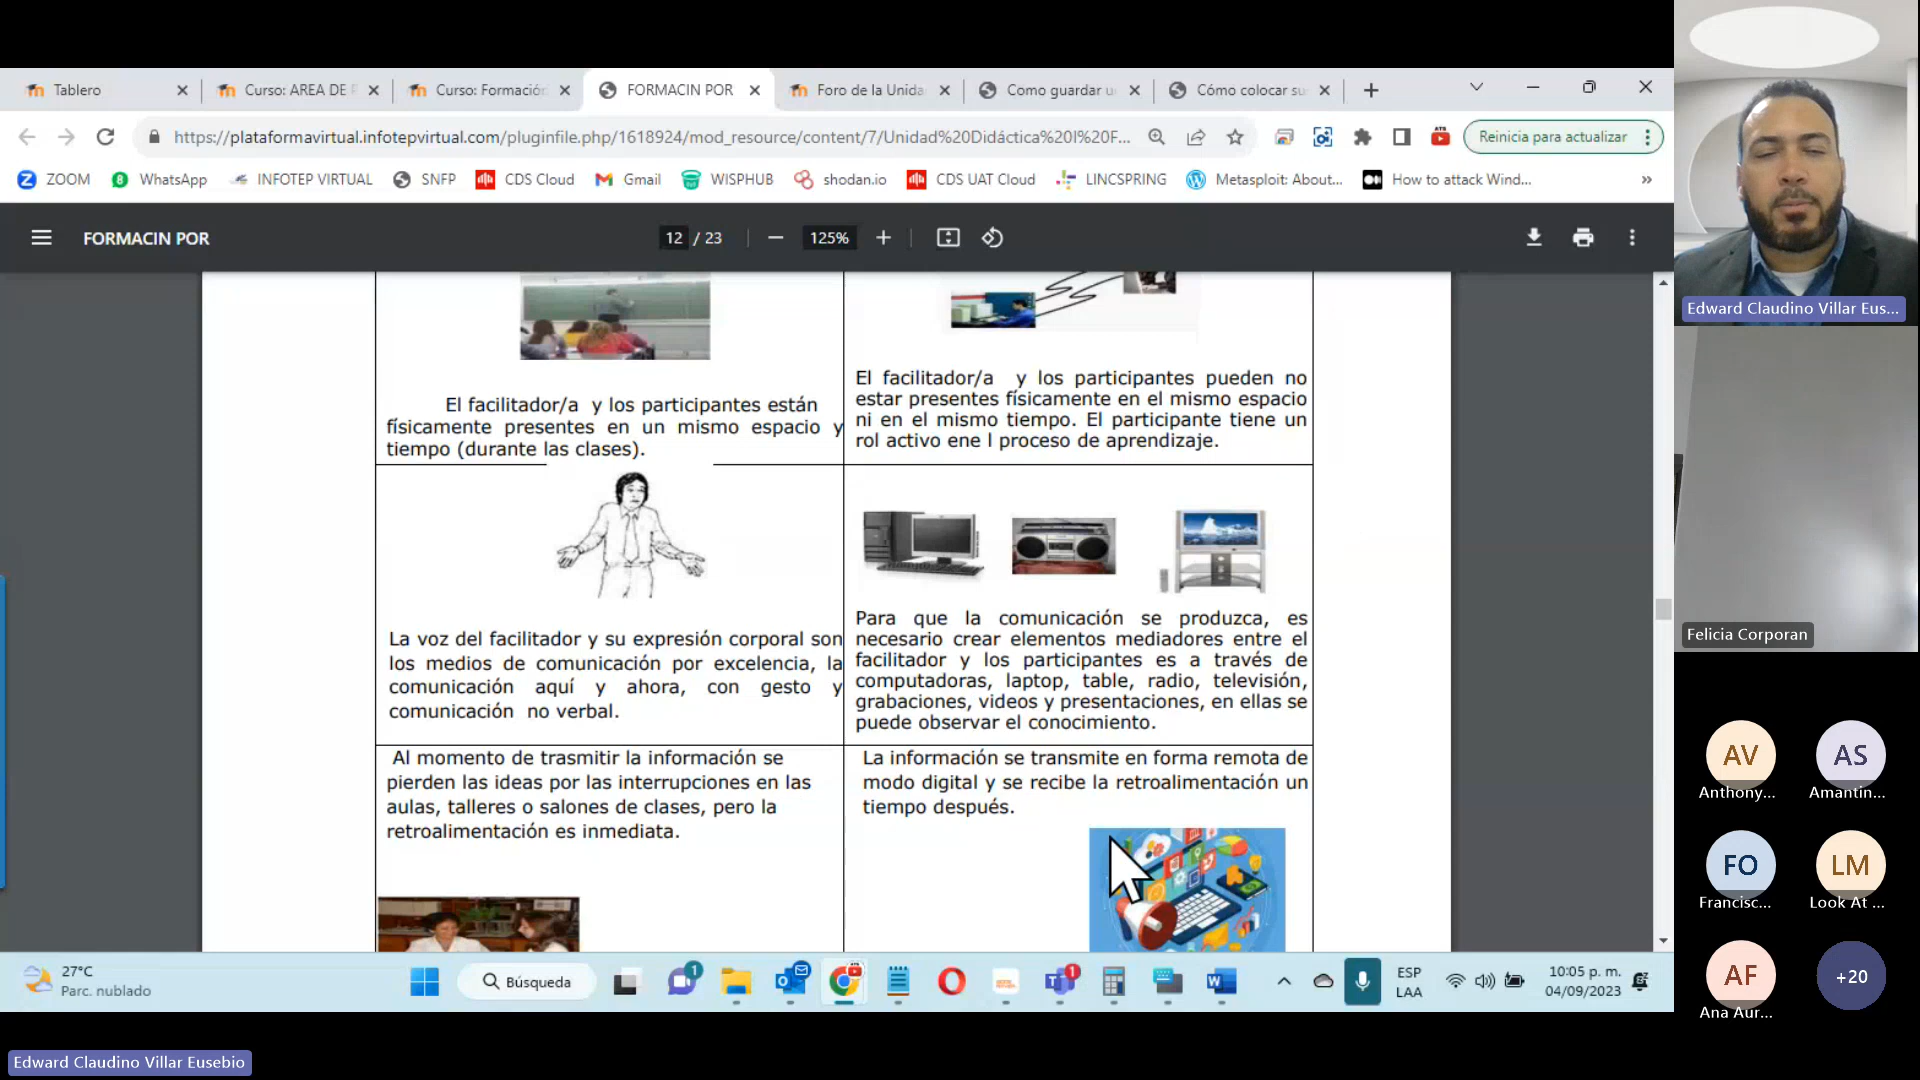 Tablero
Curso: AREA DE F
Curso: Formación
FORMACIN POR
Foro de la Unida
Como guardar u
Cómo colocar su
https://plataformavirtual.infotepvirtual.com/pluginfile.php/1618924/mod_resource/content/7/Unidad%20Didáctica%20I%20F...
Reinicia para actualizar
ZOOM
WhatsApp
INFOTEP VIRTUAL
SNFP
CDS Cloud
Gmail
WISPHUB
shodan.io
CDS UAT Cloud
LINCSPRING
Metasploit: About...
How to attack Wind...
»
FORMACIN POR
12 / 23
125%
El facilitador/a y los participantes están
físicamente presentes en un mismo espacio y
tiempo (durante las clases).
El facilitador/a y los participantes pueden no
estar presentes físicamente en el mismo espacio
ni en el mismo tiempo. El participante tiene un
rol activo ene l proceso de aprendizaje.
La voz del facilitador y su expresión corporal son
los medios de comunicación por excelencia, la
comunicación aquí y ahora, con gesto y
comunicación no verbal.
Para que la comunicación se produzca, es
necesario crear elementos mediadores entre el
facilitador y los participantes es a través de
computadoras, laptop, table, radio, televisión,
grabaciones, videos y presentaciones, en ellas se
puede observar el conocimiento.
Al momento de trasmitir la información se
pierden las ideas por las interrupciones en las
aulas, talleres o salones de clases, pero la
retroalimentación es inmediata.
La información se transmite en forma remota de
modo digital y se recibe la retroalimentación un
tiempo después.
27°C
Parc. nublado
Búsqueda
1
1
ESP
LAA
10:05 p. m.
04/09/2023
Edward Claudino Villar Eusebio
Edward Claudino Villar Eus...
Felicia Corporan
AV
Anthony...
AS
Amantin...
FO
Francisc...
LM
Look At ...
AF
Ana Aur...
+20